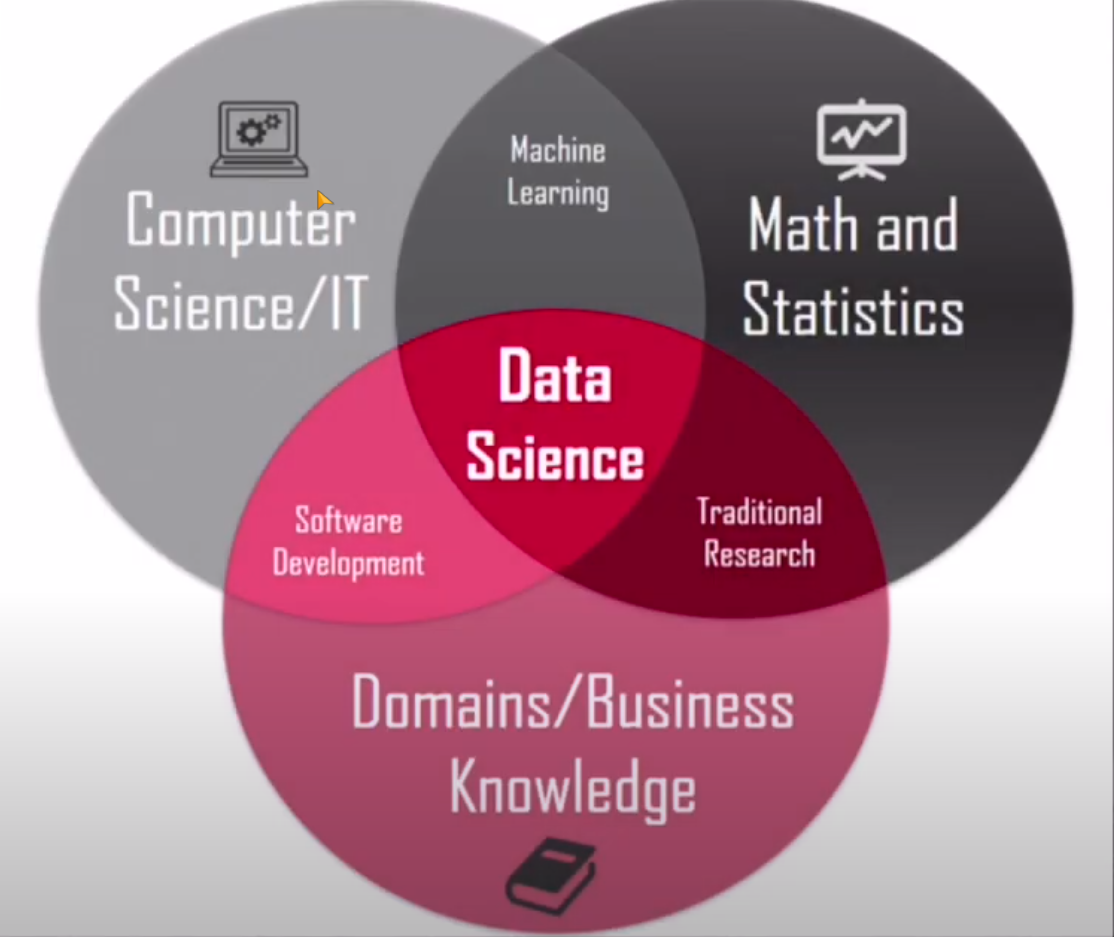 Machine
Learning
Computer
Science/IT
Math and
Statistics
Data
Science
Software
Development
Traditional
Research
Domains/Business
Knowledge